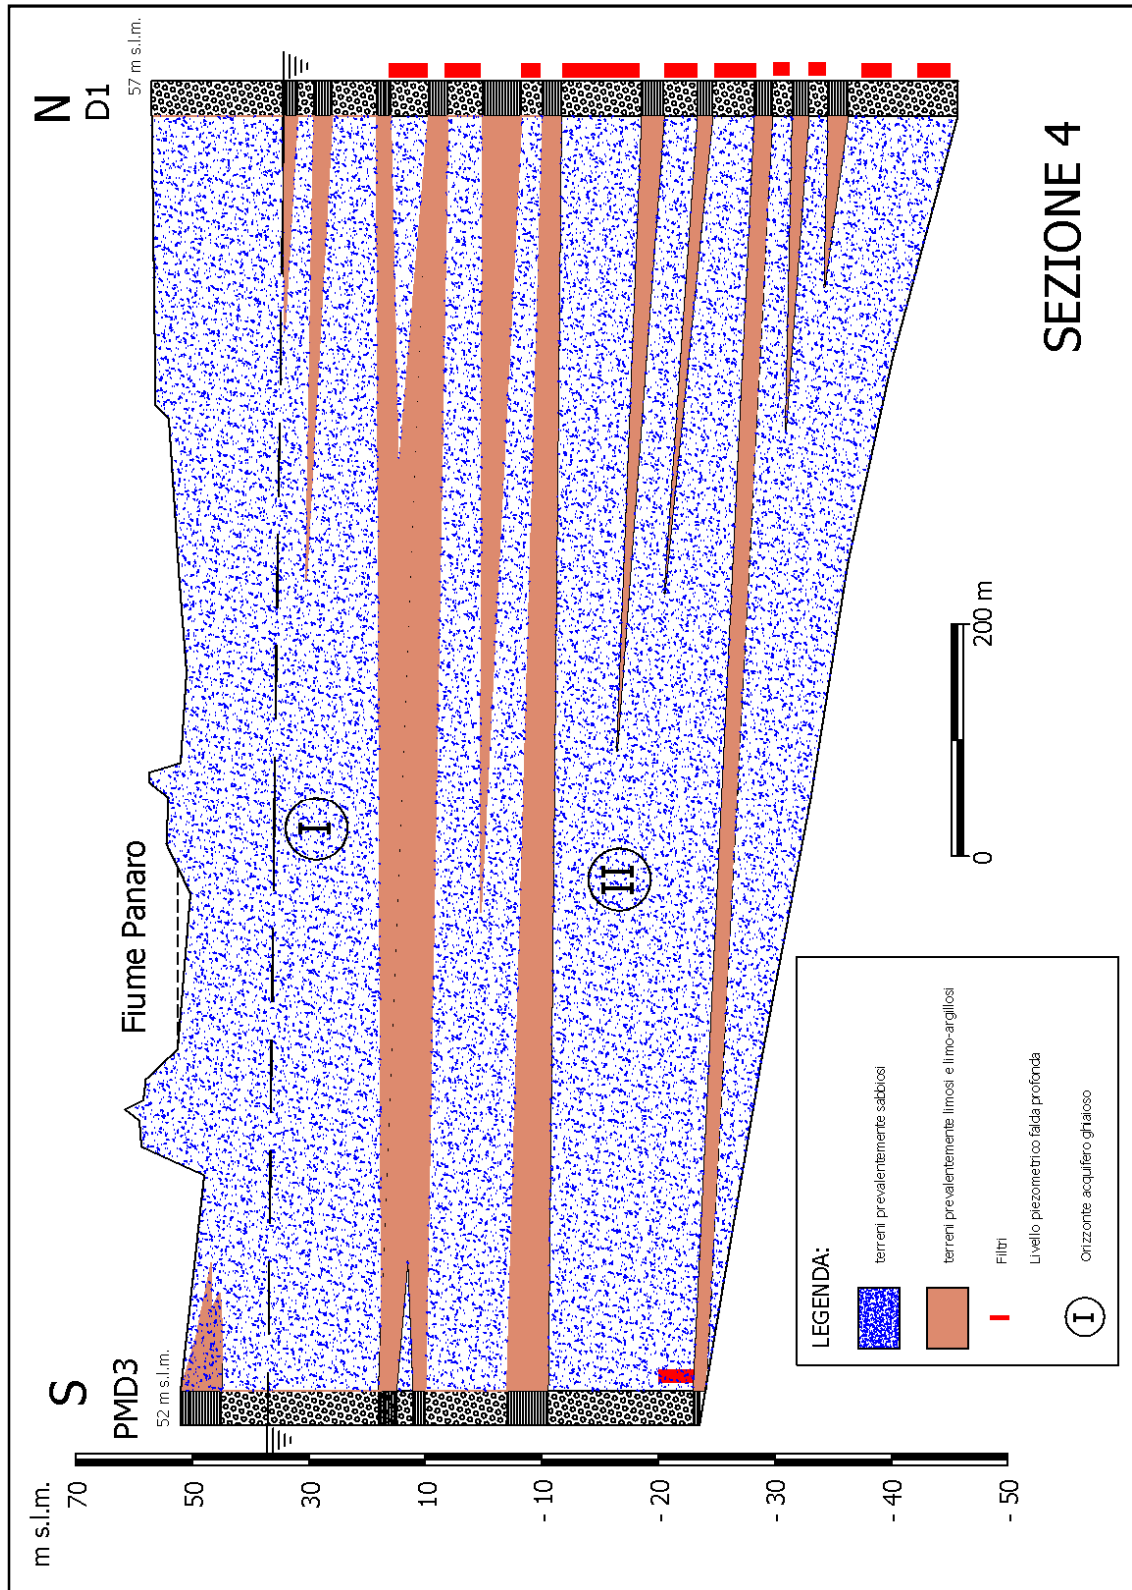 S
N
PMD3
D1
52 m s.l.m.
57 m s.l.m.
Fiume Panaro
m s.l.m.
70
50
30
10
- 10
- 20
- 30
- 50
I
II
LEGENDA:
terreni prevalentemente sabbiosi
terreni prevalentemente limosi e limo-argillosi
Filtri
Livello piezometrico falda profonda
I
Orizzonte acquifero ghiaioso
0
200 m
SEZIONE 4